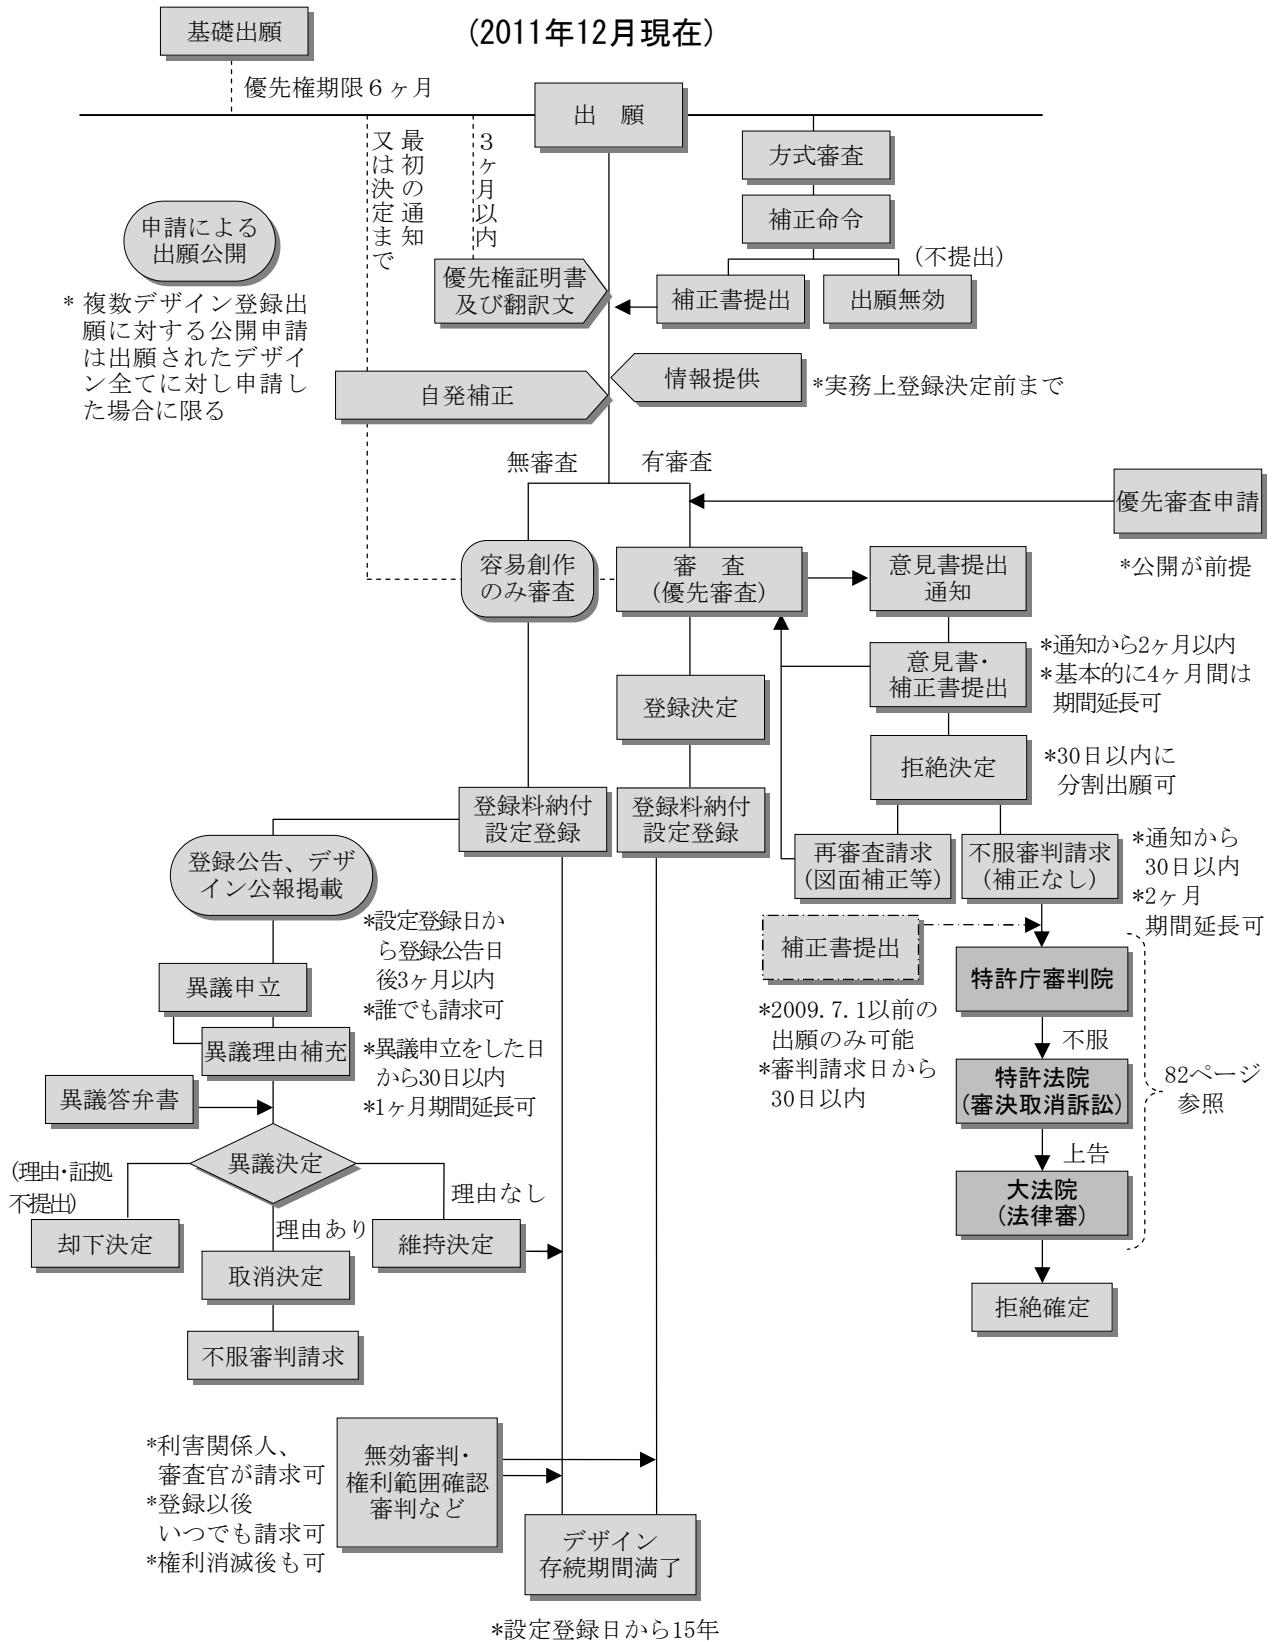 (2011年12月現在)
基礎出願
優先権期限６ヶ月
出　願
最初の通知
又は決定まで
３ヶ月以内
方式審査
補正命令
(不提出)
申請による
出願公開
優先権証明書
及び翻訳文
補正書提出
出願無効
* 複数デザイン登録出
願に対する公開申請
は出願されたデザイ
ン全てに対し申請し
た場合に限る
自発補正
情報提供
*実務上登録決定前まで
無審査
有審査
優先審査申請
*公開が前提
容易創作
のみ審査
審　査
(優先審査)
意見書提出
通知
意見書・
補正書提出
*通知から2ヶ月以内
*基本的に4ヶ月間は
期間延長可
登録決定
拒絶決定
*30日以内に
分割出願可
登録料納付
設定登録
登録料納付
設定登録
再審査請求
(図面補正等)
不服審判請求
(補正なし)
*通知から
30日以内
*2ヶ月
期間延長可
登録公告、デザ
イン公報掲載
*設定登録日か
ら登録公告日
後3ヶ月以内
*誰でも請求可
補正書提出
*2009.7.1以前の
出願のみ可能
*審判請求日から
30日以内
特許庁審判院
不服
特許法院
(審決取消訴訟)
上告
大法院
(法律審)
82ページ
参照
拒絶確定
異議申立
異議理由補充
*異議申立をした日
から30日以内
*1ヶ月期間延長可
異議答弁書
異議決定
(理由・証拠
不提出)
理由なし
理由あり
却下決定
維持決定
取消決定
不服審判請求
*利害関係人、
審査官が請求可
*登録以後
いつでも請求可
*権利消滅後も可
無効審判・
権利範囲確認
審判など
デザイン
存続期間満了
*設定登録日から15年